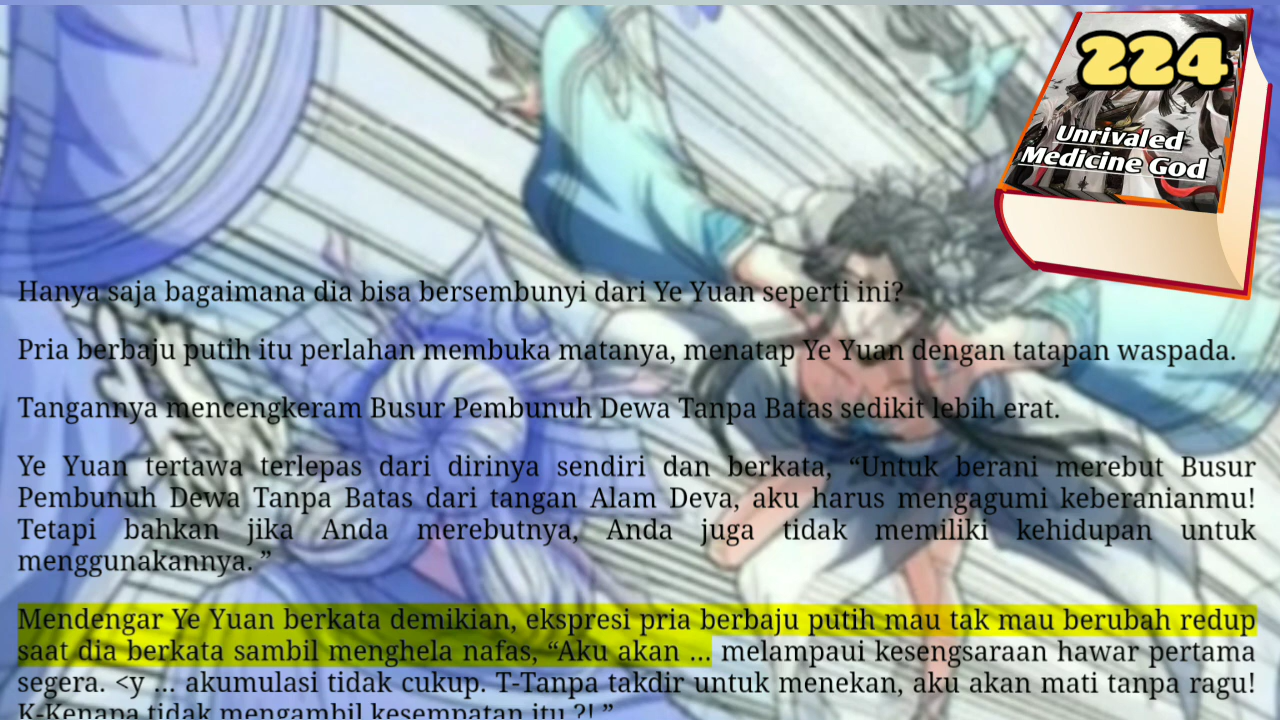 224
Unrivaled
Medicine God
Hanya saja bagaimana dia bisa bersembunyi dari Ye Yuan seperti ini?
Pria berbaju putih itu perlahan membuka matanya, menatap Ye Yuan dengan tatapan waspada.
Tangannya mencengkeram Busur Pembunuh Dewa Tanpa Batas sedikit lebih erat.
Ye Yuan tertawa terlepas dari dirinya sendiri dan berkata, “Untuk berani merebut Busur
Pembunuh Dewa Tanpa Batas dari tangan Alam Deva, aku harus mengagumi keberanianmu!
Tetapi bahkan jika Anda merebutnya, Anda juga tidak memiliki kehidupan untuk
menggunakannya. ”
Mendengar Ye Yuan berkata demikian, ekspresi pria berbaju putih mau tak mau berubah redup
saat dia berkata sambil menghela nafas, “Aku akan ... melampaui kesengsaraan hawar pertama
segera. <y ... akumulasi tidak cukup. T-Tanpa takdir untuk menekan, aku akan mati tanpa ragu!
K-Kenapa tidak mengambil kesempatan itu ?! ”